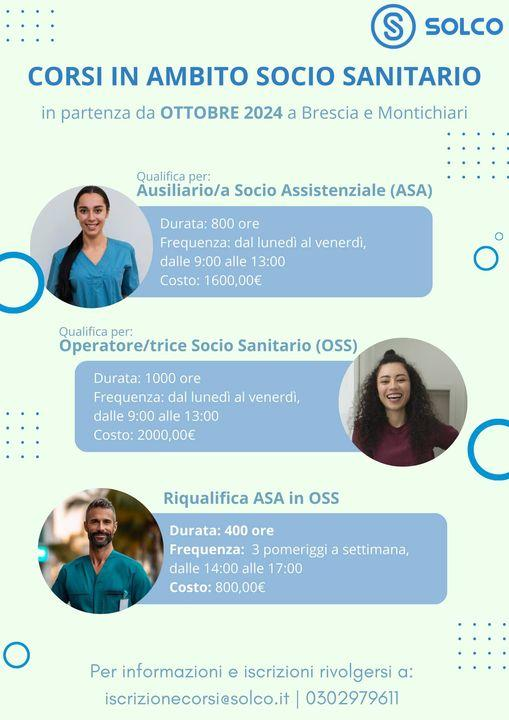 SOLCO
CORSI IN AMBITO SOCIO SANITARIO
in partenza da OTTOBRE 2024 a Brescia e Montichiari
Qualifica per:
Ausiliario/a Socio Assistenziale (ASA)
Durata: 800 ore
Frequenza: dal lunedì al venerdì,
dalle 9:00 alle 13:00
Costo: 1600,00€
Qualifica per:
Operatore/trice Socio Sanitario (OSS)
Durata: 1000 ore
Frequenza: dal lunedì al venerdì,
dalle 9:00 alle 13:00
Costo: 2000,00€
Riqualifica ASA in OSS
Durata: 400 ore
Frequenza: 3 pomeriggi a settimana,
dalle 14:00 alle 17:00
Costo: 800,00€
Per informazioni e iscrizioni rivolgersi a:
iscrizionecorsi@solco.it | 0302979611